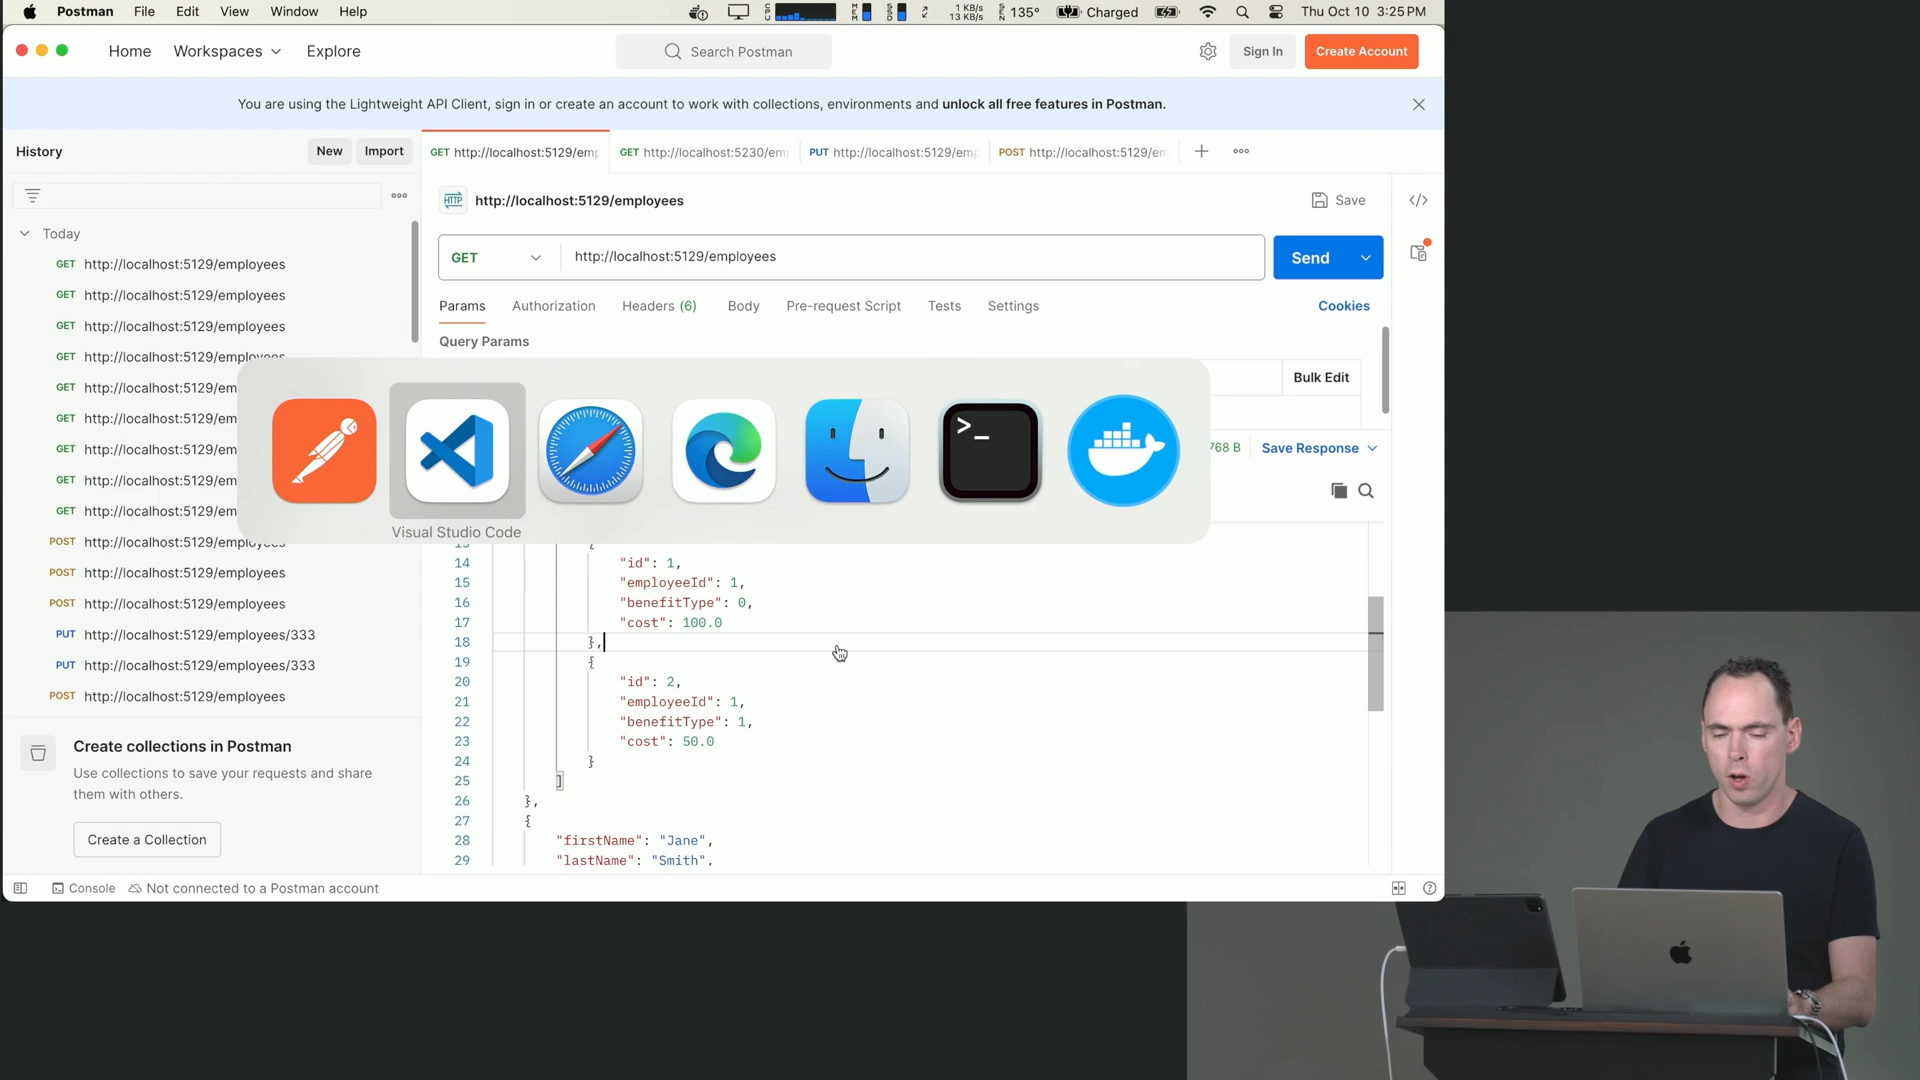 Postman File Edit View Window Help
1 KB/s
13 KB/s
135° Charged Thu Oct 10 3:25 PM
Home Workspaces Explore Search Postman Sign In Create Account
You are using the Lightweight API Client, sign in or create an account to work with collections, environments and unlock all free features in Postman.
History New Import
GET http://localhost:5129/emp GET http://localhost:5230/emp PUT http://localhost:5129/emp POST http://localhost:5129/em
HTTP http://localhost:5129/employees Save
Today
GET http://localhost:5129/employees
GET http://localhost:5129/employees
GET http://localhost:5129/employees
GET http://localhost:5129/employees
GET http://localhost:5129/em
GET http://localhost:5129/em
GET http://localhost:5129/em
GET http://localhost:5129/em
GET http://localhost:5129/em
POST http://localhost:5129/employees
POST http://localhost:5129/employees
POST http://localhost:5129/employees
PUT http://localhost:5129/employees/333
PUT http://localhost:5129/employees/333
POST http://localhost:5129/employees
Create collections in Postman
Use collections to save your requests and share
them with others.
Create a Collection
GET http://localhost:5129/employees Send
Params Authorization Headers (6) Body Pre-request Script Tests Settings Cookies
Query Params
Bulk Edit
768 B Save Response
Visual Studio Code
13 {
14 "id": 1,
15 "employeeId": 1,
16 "benefitType": 0,
17 "cost": 100.0
18 },
19 {
20 "id": 2,
21 "employeeId": 1,
22 "benefitType": 1,
23 "cost": 50.0
24 }
25 ]
26 },
27 {
28 "firstName": "Jane",
29 "lastName": "Smith",
Console Not connected to a Postman account